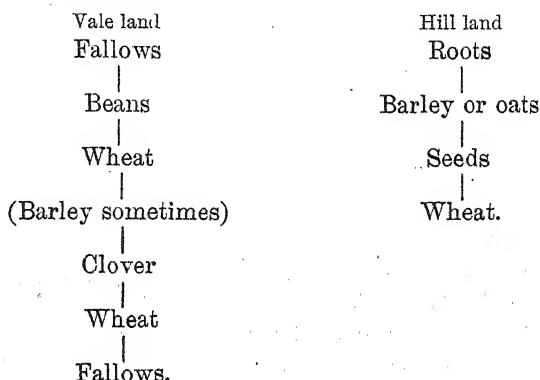 Vale land
Fallows
Beans
Wheat
(Barley sometimes)
Clover
Wheat
Fallows.
Hill land
Roots
Barley or oats
Seeds
Wheat.